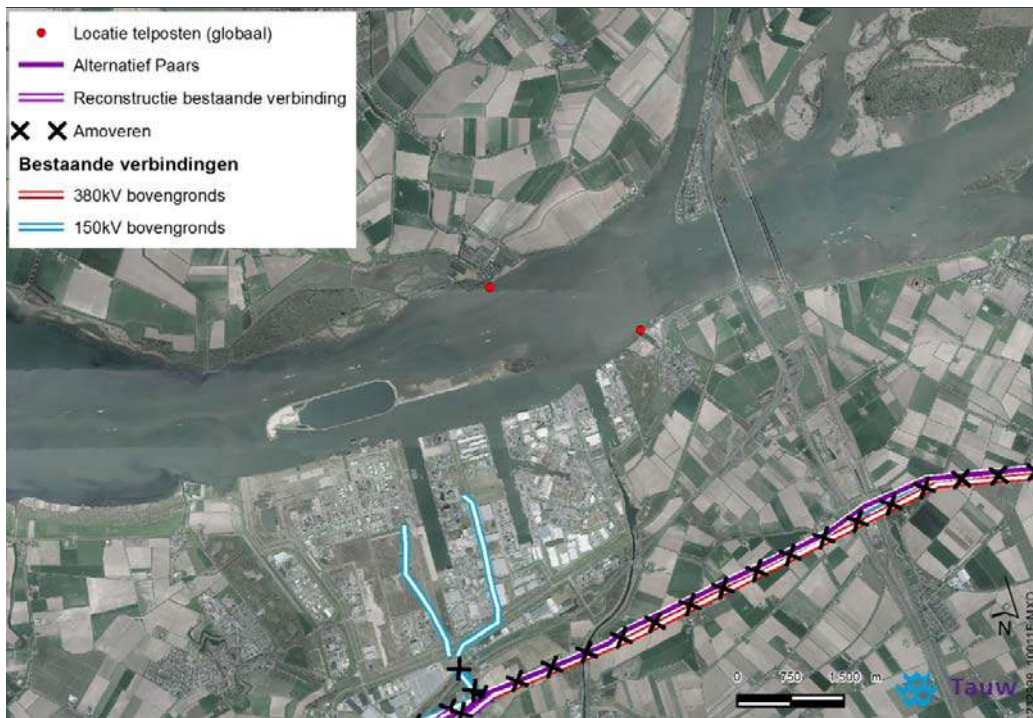 Locatie telposten (globaal)
Alternatief Paars
Reconstructie bestaande verbinding
Amoveren
Bestaande verbindingen
380kV bovengronds
150kV bovengronds
N
0 750 1.500 m
Tauw